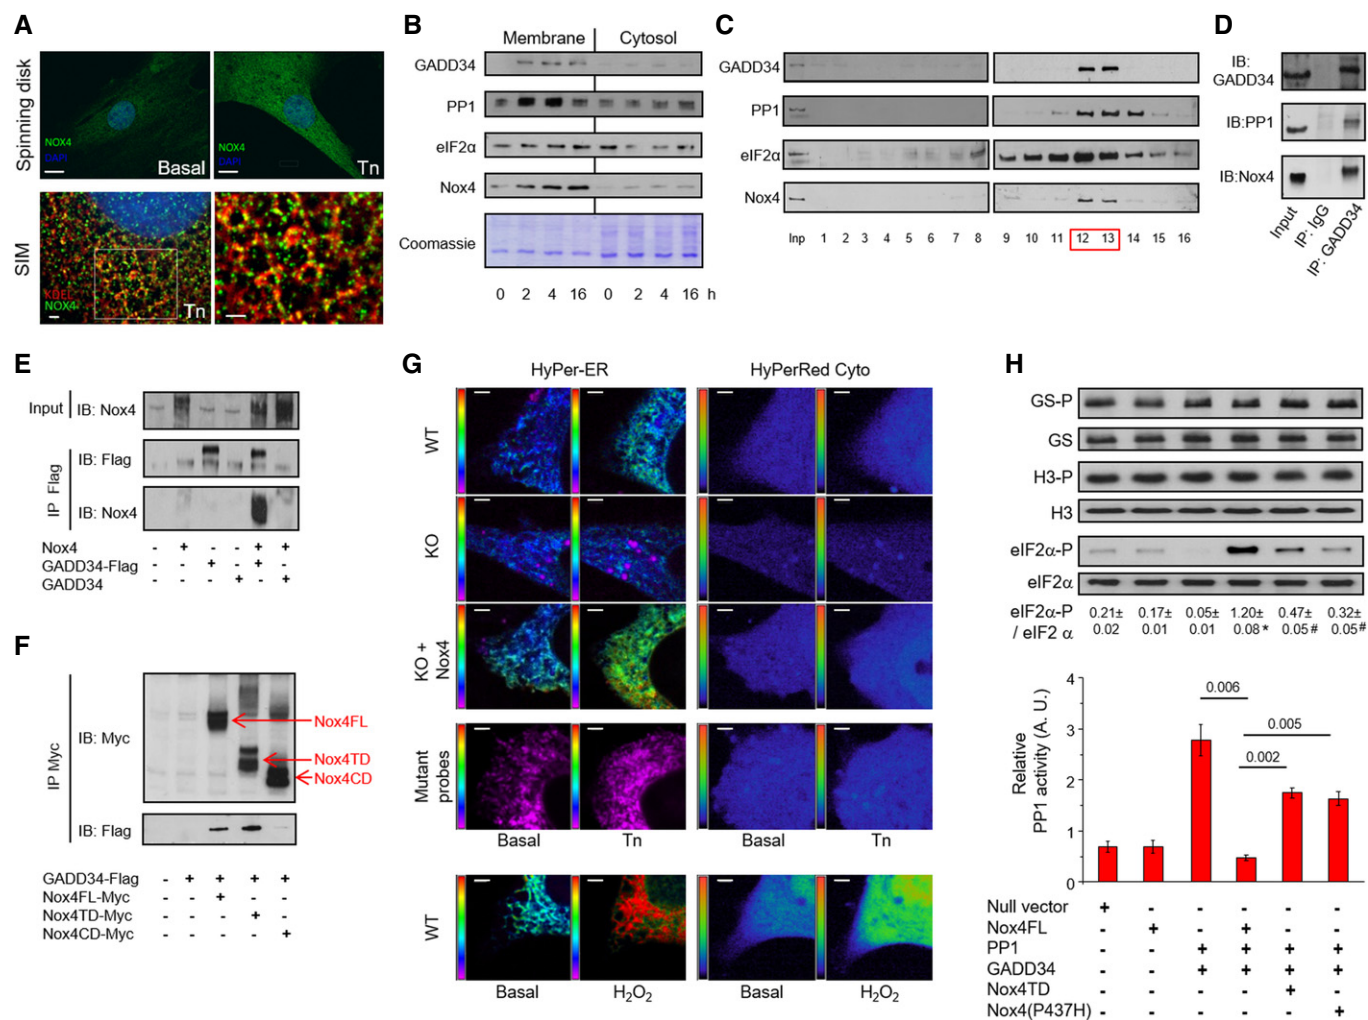 A
Spinning disk
NOX4
DAPI
Basal
NOX4
DAPI
Tn
SIM
KDEL
NOX4
Tn
B
Membrane Cytosol
GADD34
PP1
eIF2α
Nox4
Coomassie
0 2 4 16 0 2 4 16 h
C
GADD34
PP1
eIF2α
Nox4
Inp 1 2 3 4 5 6 7 8 9 10 11 12 13 14 15 16
D
IB:
GADD34
IB:PP1
IB:Nox4
Input
IP: IgG
IP: GADD34
E
Input IB: Nox4
IP Flag
IB: Flag
IB: Nox4
Nox4 - + - - + +
GADD34-Flag - - + - + -
GADD34 - - - + - +
F
IP Myc
IB: Myc
Nox4FL
Nox4TD
Nox4CD
IB: Flag
GADD34-Flag - + + + +
Nox4FL-Myc - - + - -
Nox4TD-Myc - - - + -
Nox4CD-Myc - - - - +
G
HyPer-ER HyPerRed Cyto
WT
KO
KO +
Nox4
Mutant
probes
Basal Tn Basal Tn
WT
Basal H2O2 Basal H2O2
H
GS-P
GS
H3-P
H3
eIF2α-P
eIF2α
eIF2α-P 0.21± 0.17± 0.05± 1.20± 0.47± 0.32±
/ eIF2 α 0.02 0.01 0.01 0.08 * 0.05 # 0.05 #
Relative
PP1 activity (A. U.)
4
3
2
1
0
0.006
0.005
0.002
Null vector + - - - - -
Nox4FL - + - + - -
PP1 - - + + + +
GADD34 - - + + + +
Nox4TD - - - - + -
Nox4(P437H) - - - - - +